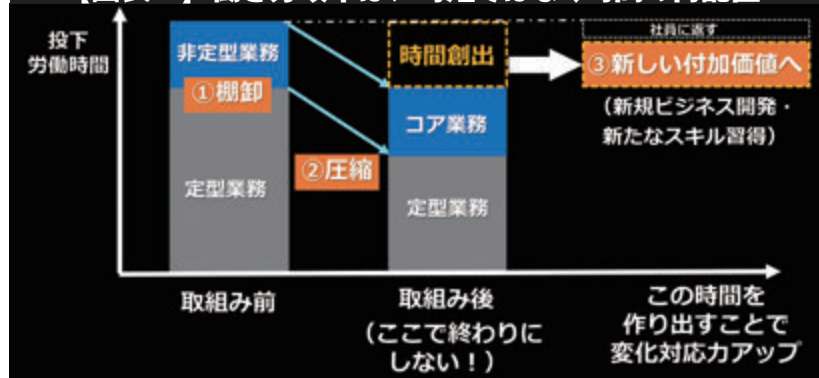 投下
労働時間
非定型業務
①棚卸
定型業務
②圧縮
時間創出
コア業務
定型業務
社員に返す
③新しい付加価値へ
（新規ビジネス開発・
新たなスキル習得）
取組み前
取組み後
（ここで終わりに
しない！）
この時間を
作り出すことで
変化対応力アップ